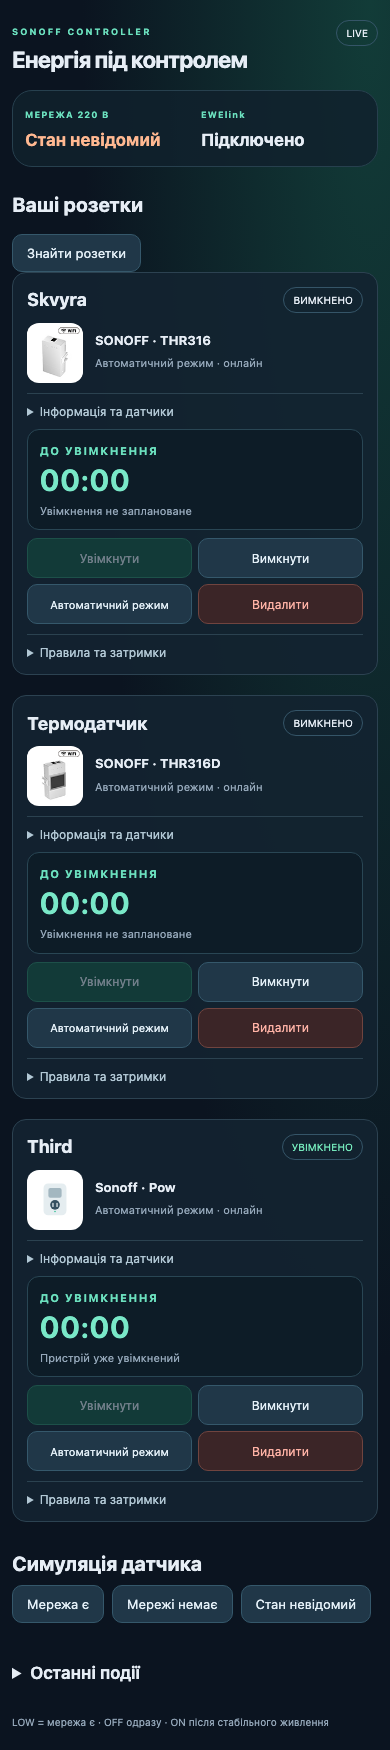 SONOFF CONTROLLER
LIVE
Енергія під контролем
МЕРЕЖА 220 В
EWElink
Стан невідомий
Підключено
Ваші розетки
Знайти розетки
Skvyra
ВИМКНЕНО
WiFi
SONOFF · THR316
Автоматичний режим · онлайн
▶ Інформація та датчики
ДО УВІМКНЕННЯ
00:00
Увімкнення не заплановане
Увімкнути
Вимкнути
Автоматичний режим
Видалити
▶ Правила та затримки
Термодатчик
ВИМКНЕНО
WiFi
SONOFF · THR316D
Автоматичний режим · онлайн
▶ Інформація та датчики
ДО УВІМКНЕННЯ
00:00
Увімкнення не заплановане
Увімкнути
Вимкнути
Автоматичний режим
Видалити
▶ Правила та затримки
Third
УВІМКНЕНО
Sonoff · Pow
Автоматичний режим · онлайн
▶ Інформація та датчики
ДО УВІМКНЕННЯ
00:00
Пристрій уже увімкнений
Увімкнути
Вимкнути
Автоматичний режим
Видалити
▶ Правила та затримки
Симуляція датчика
Мережа є
Мережі немає
Стан невідомий
▶ Останні події
LOW = мережа є · OFF одразу · ON після стабільного живлення